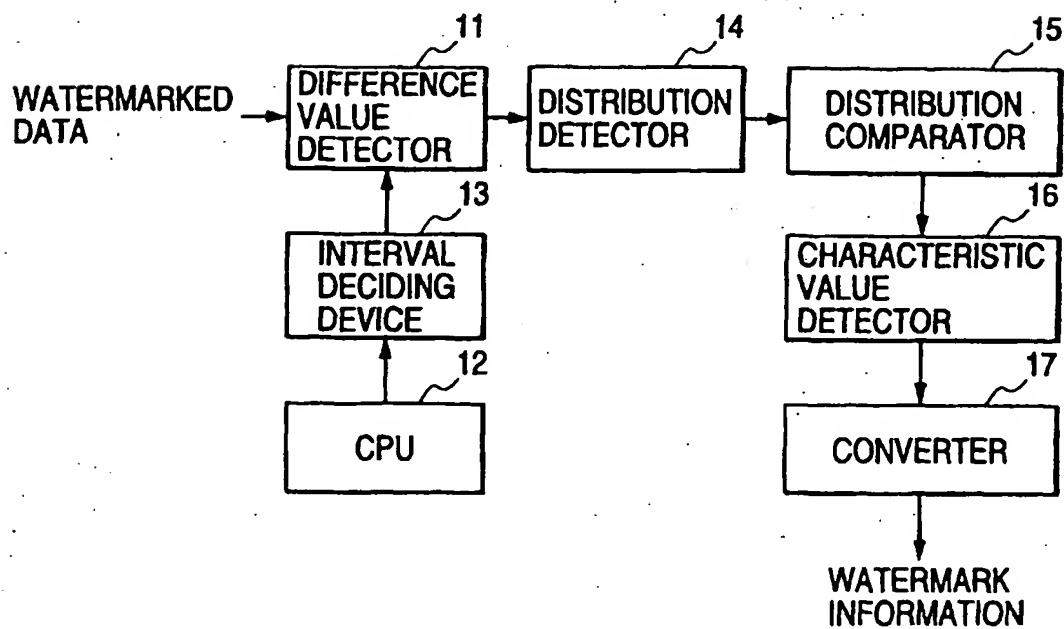 11
14
15
WATERMARKED
DATA
DIFFERENCE
VALUE
DETECTOR
DISTRIBUTION
DETECTOR
DISTRIBUTION
COMPARATOR
13
16
INTERVAL
DECIDING
DEVICE
CHARACTERISTIC
VALUE
DETECTOR
12
17
CPU
CONVERTER
WATERMARK
INFORMATION